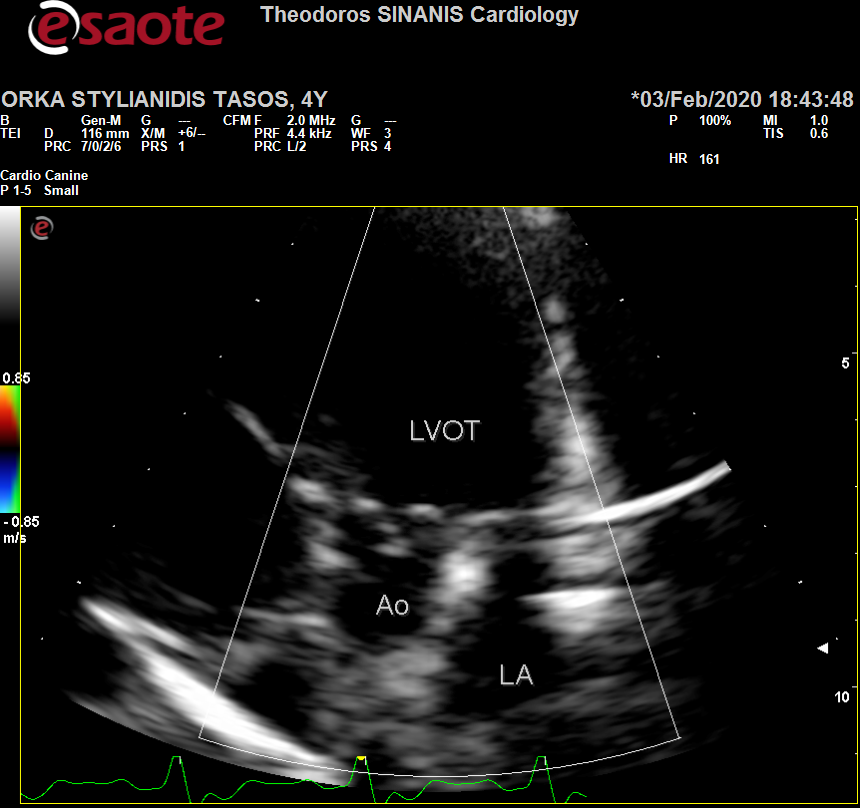 esaote
Theodoros SINANIS Cardiology
ORKA STYLIANIDIS TASOS, 4Y
*03/Feb/2020 18:43:48
B Gen-M G --- CFM F 2.0 MHz G --- P 100% MI 1.0
TEI D 116 mm X/M +6/-- PRF 4.4 kHz WF 3 TIS 0.6
PRC 7/0/2/6 PRS 1 PRC L/2 PRS 4
HR 161
Cardio Canine
P 1-5 Small
e
5
0.85
LVOT
-0.85
m/s
Ao
LA
10